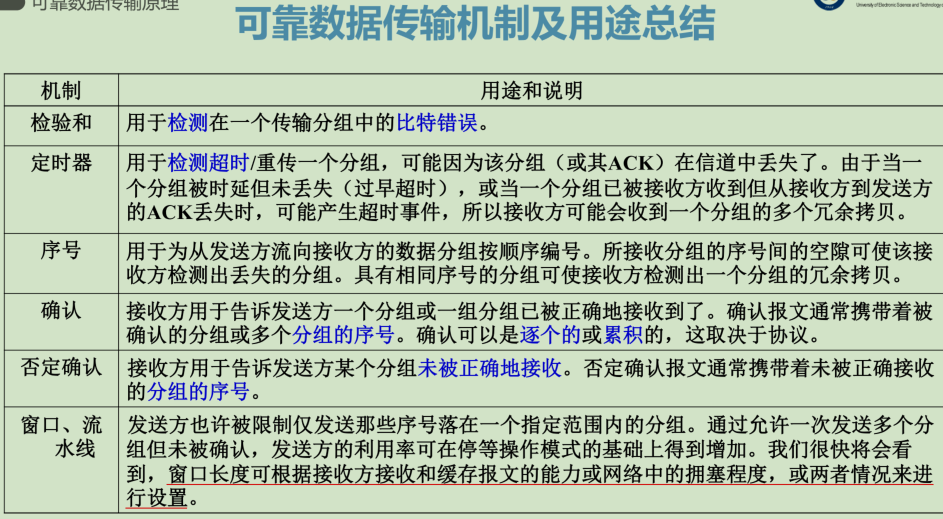 可靠数据传输原理
可靠数据传输机制及用途总结
University of Electronic Science and Technology
机制
用途和说明
检验和
用于检测在一个传输分组中的比特错误。
定时器
用于检测超时/重传一个分组，可能因为该分组（或其ACK）在信道中丢失了。由于当一
个分组被时延但未丢失（过早超时），或当一个分组已被接收方收到但从接收方到发送方
的ACK丢失时，可能产生超时事件，所以接收方可能会收到一个分组的多个冗余拷贝。
序号
用于为从发送方流向接收方的数据分组按顺序编号。所接收分组的序号间的空隙可使该接
收方检测出丢失的分组。具有相同序号的分组可使接收方检测出一个分组的冗余拷贝。
确认
接收方用于告诉发送方一个分组或一组分组已被正确地接收到了。确认报文通常携带着被
确认的分组或多个分组的序号。确认可以是逐个的或累积的，这取决于协议。
否定确认
接收方用于告诉发送方某个分组未被正确地接收。否定确认报文通常携带着未被正确接收
的分组的序号。
窗口、流
水线
发送方也许被限制仅发送那些序号落在一个指定范围内的分组。通过允许一次发送多个分
组但未被确认，发送方的利用率可在停等操作模式的基础上得到增加。我们很快将会看
到，窗口长度可根据接收方接收和缓存报文的能力或网络中的拥塞程度，或两者情况来进
行设置。